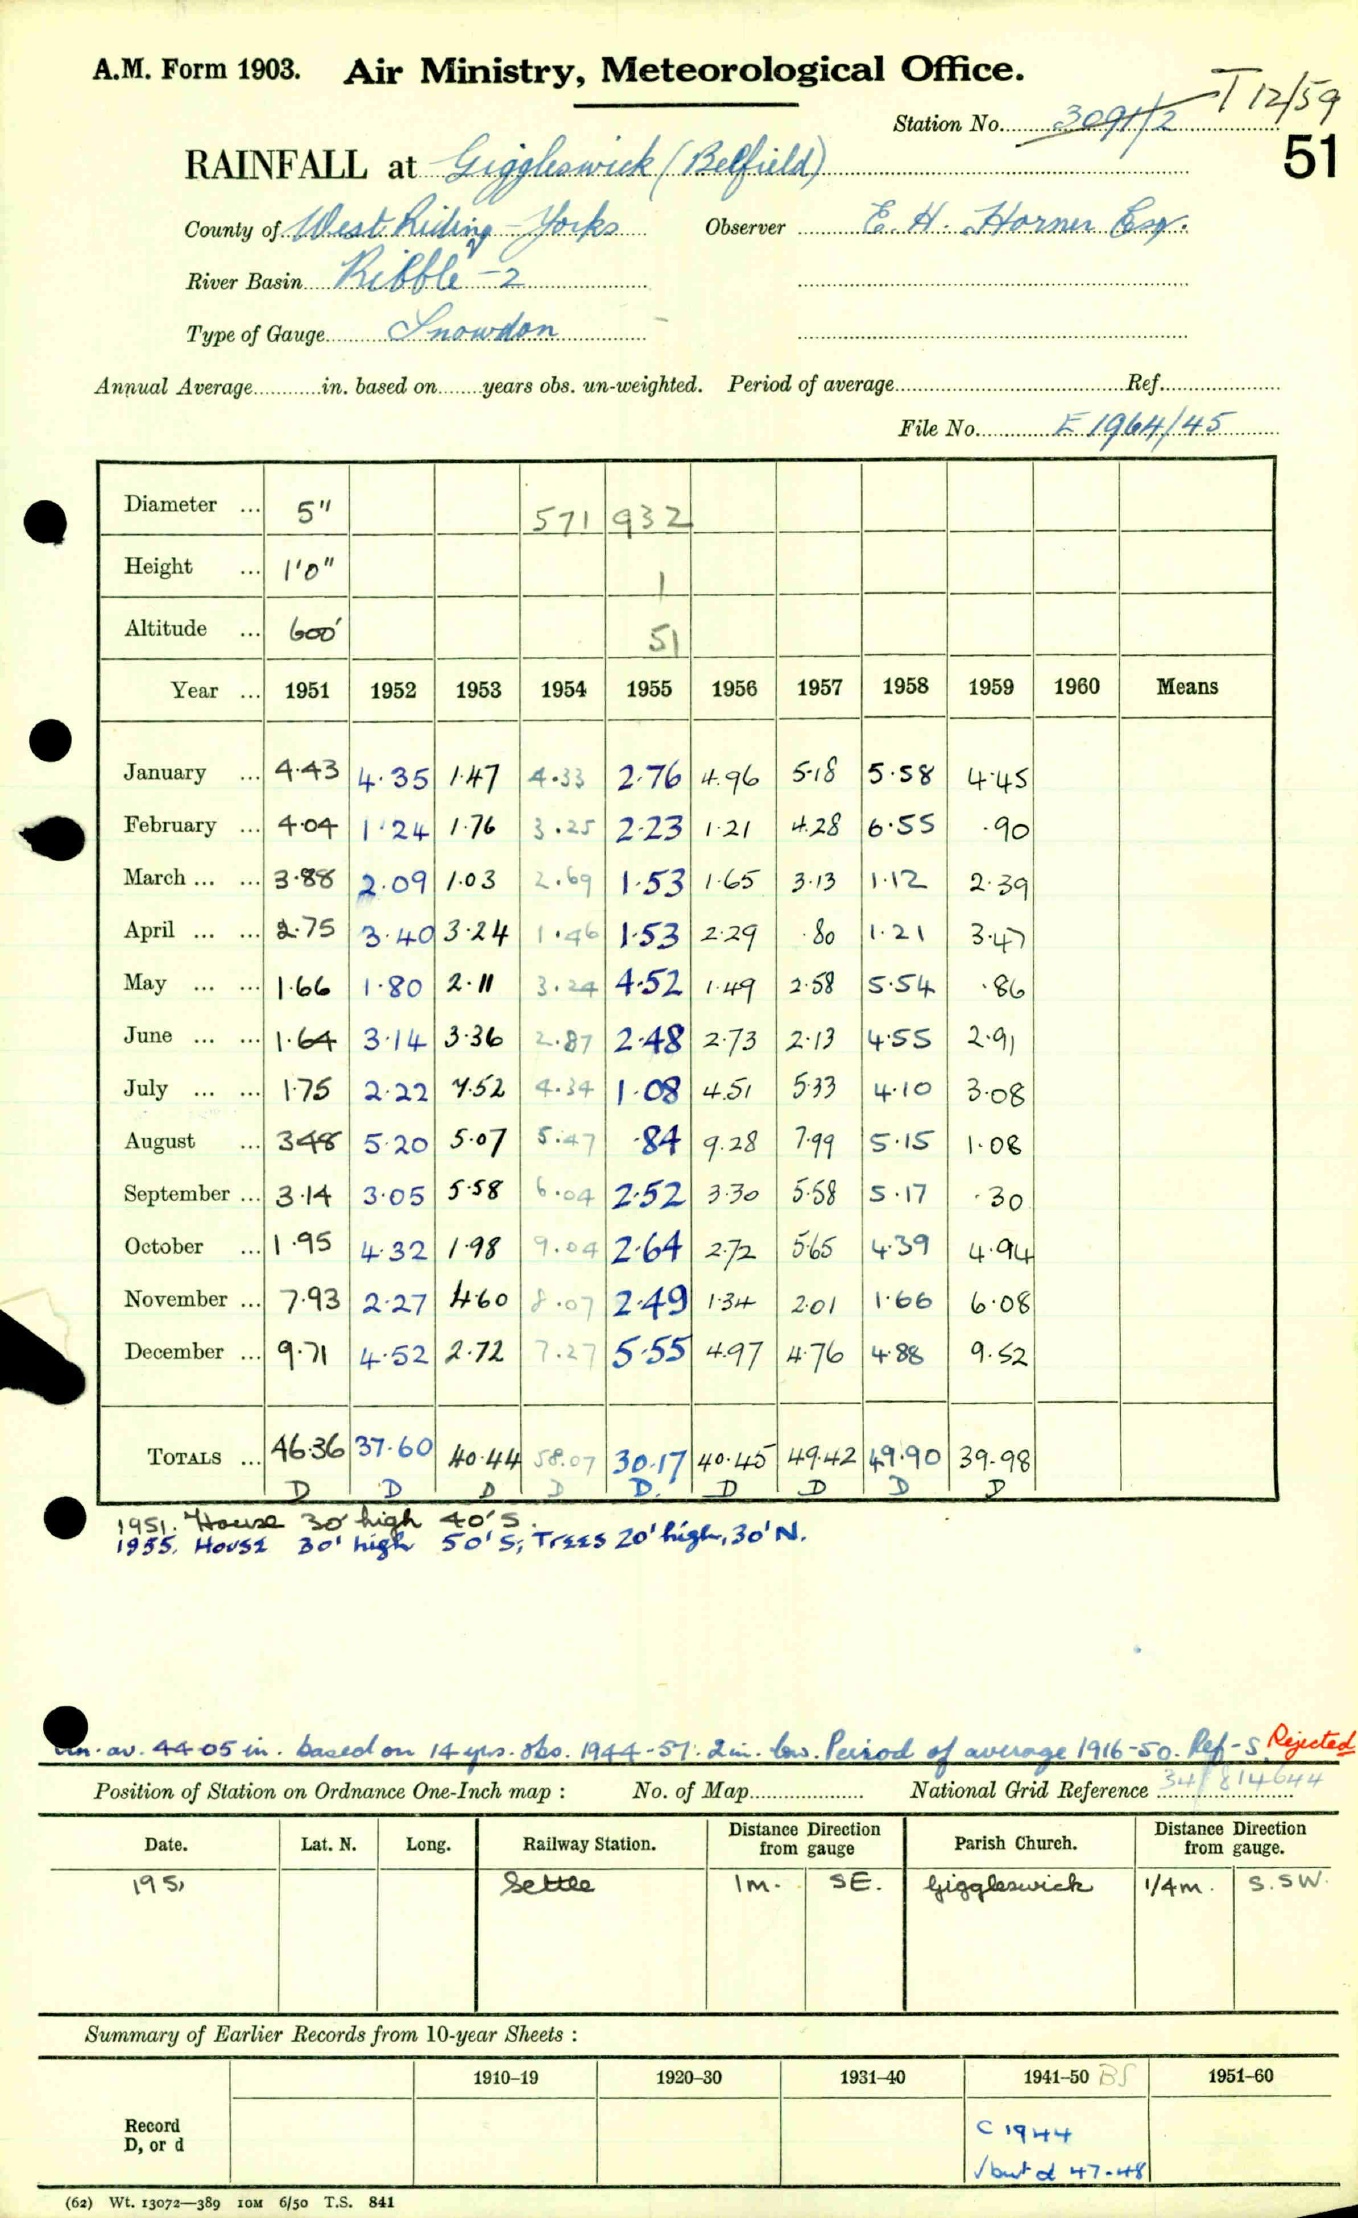 A.M. Form 1903. Air Ministry, Meteorological Office.
T 12/59
Station No. 3091/2
51
RAINFALL at Giggleswick (Belfield)
County of West Riding - Yorks Observer E. H. Horner Esq.
River Basin Ribble - 2
Type of Gauge Snowdon
Annual Average in. based on years obs. un-weighted. Period of average Ref.
File No. E 1964/45
Diameter ... 5" 571 932
Height ... 1'0" 1
Altitude ... 600' 51
Year ... 1951 1952 1953 1954 1955 1956 1957 1958 1959 1960 Means
January ... 4.43 4.35 1.47 4.33 2.76 4.96 5.18 5.58 4.45
February ... 4.04 1.24 1.76 3.25 2.23 1.21 4.28 6.55 .90
March ... ... 3.88 2.09 1.03 2.69 1.53 1.65 3.13 1.12 2.39
April ... ... 2.75 3.40 3.24 1.46 1.53 2.29 .80 1.21 3.47
May ... ... 1.66 1.80 2.11 3.24 4.52 1.49 2.58 5.54 .86
June ... ... 1.64 3.14 3.36 2.87 2.48 2.73 2.13 4.55 2.91
July ... ... 1.75 2.22 7.52 4.34 1.08 4.51 5.33 4.10 3.08
August ... 3.48 5.20 5.07 5.47 .84 9.28 7.99 5.15 1.08
September ... 3.14 3.05 5.58 6.04 2.52 3.30 5.58 5.17 .30
October ... 1.95 4.32 1.98 9.04 2.64 2.72 5.65 4.39 4.94
November ... 7.93 2.27 4.60 8.07 2.49 1.34 2.01 1.66 6.08
December ... 9.71 4.52 2.72 7.27 5.55 4.97 4.76 4.88 9.52
TOTALS ... 46.36 37.60 40.44 58.07 30.17 40.45 49.42 49.90 39.98
D D D D D. D D D D
1951. House 30' high 40' S.
1955. House 30' high 50' S; Trees 20' high, 30' N.
An. av. 44.05 in. based on 14 yrs. obs. 1944-57: 2 in. low. Period of average 1916-50. Ref - S. Rejected
Position of Station on Ordnance One-Inch map : No. of Map National Grid Reference 34/814644
Date. Lat. N. Long. Railway Station. Distance Direction from gauge Parish Church. Distance Direction from gauge.
1951 Settle 1m. SE. Giggleswick 1/4m. S.SW.
Summary of Earlier Records from 10-year Sheets :
1910–19 1920–30 1931–40 1941–50 BS 1951–60
Record
D, or d
C 1944
√ but d 47-48
(62) Wt. 13072—389 10M 6/50 T.S. 841